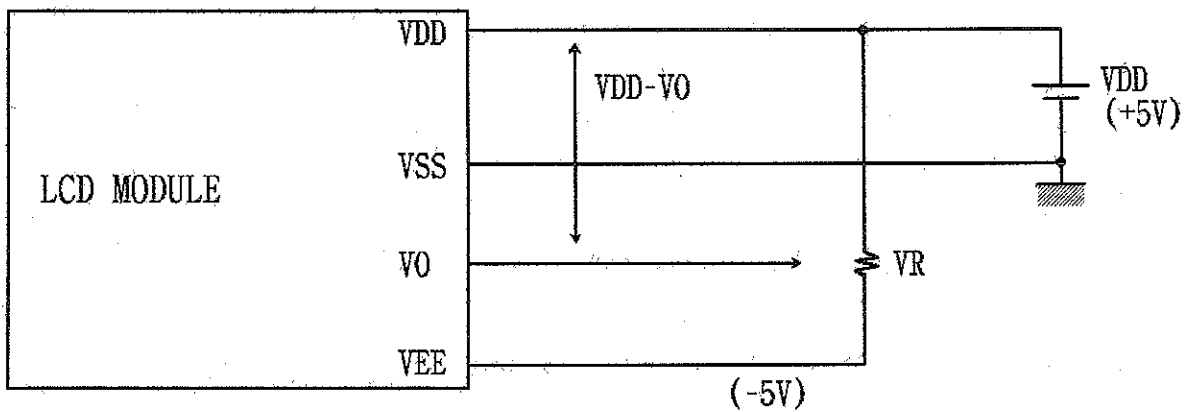 VDD
VDD-VO
VDD
(+5V)
VSS
LCD MODULE
VO
VR
VEE
(-5V)